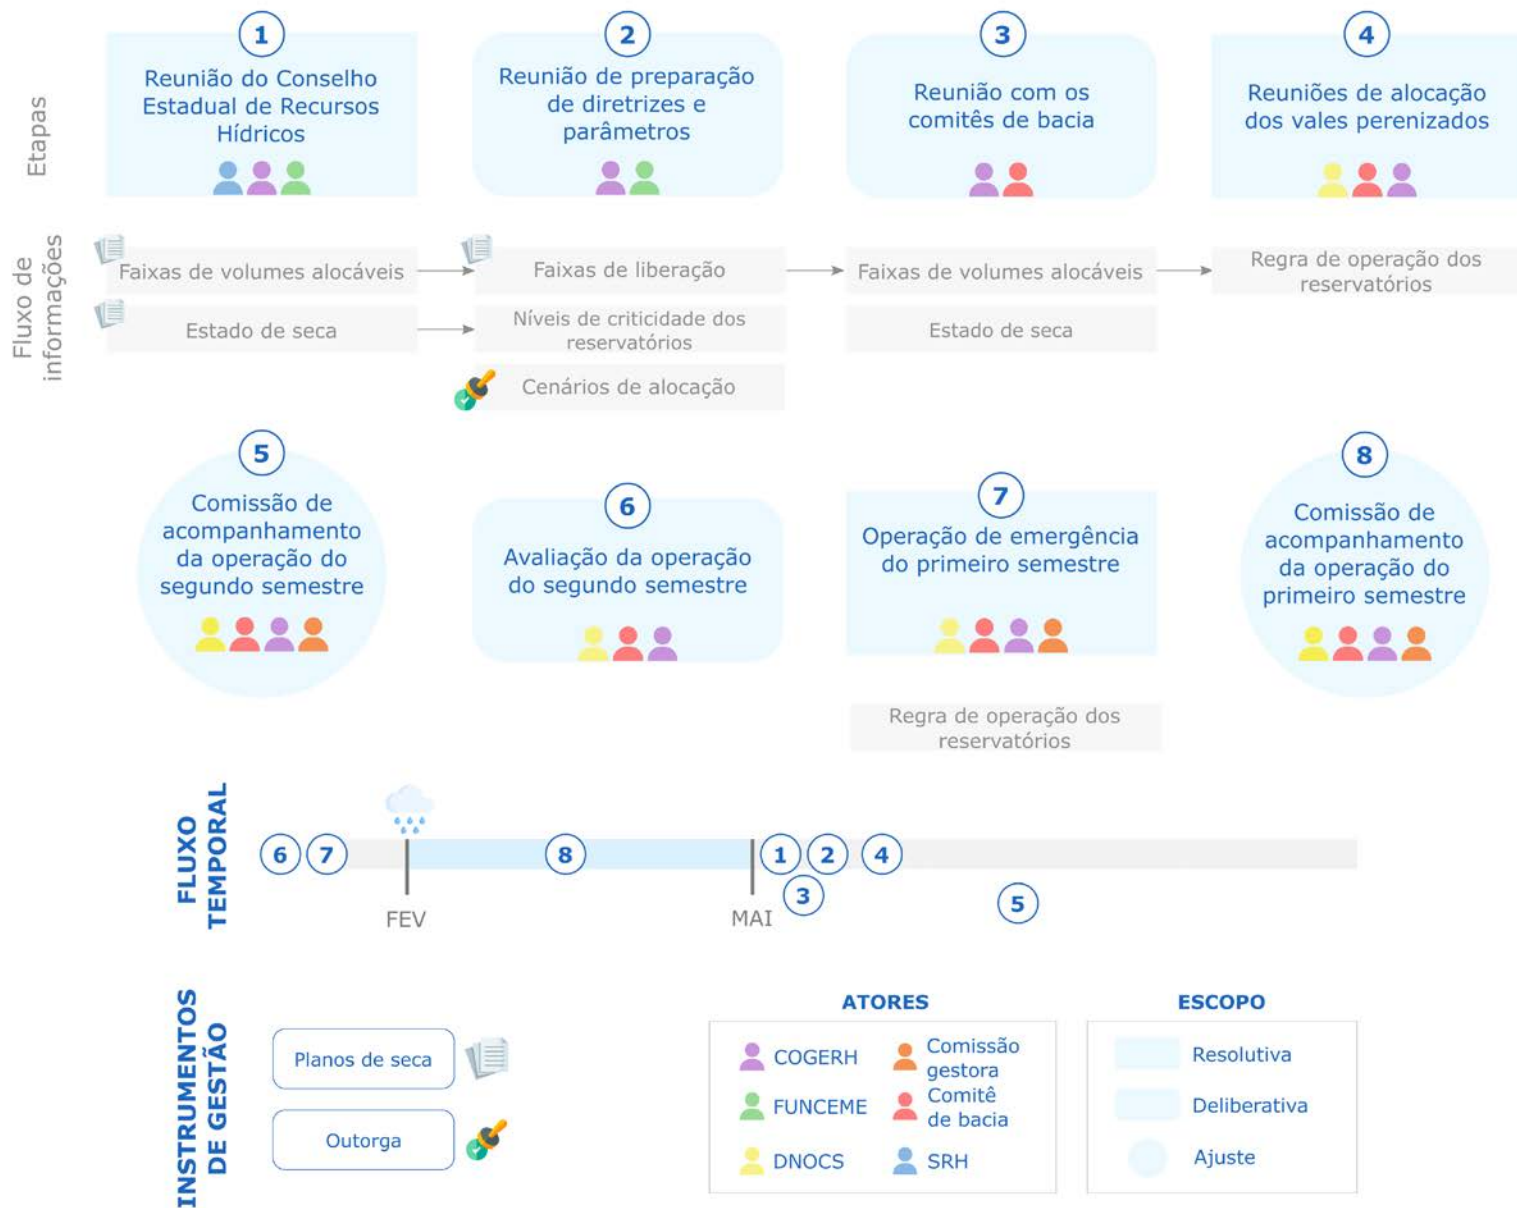 1
2
3
4
Etapas
Reunião do Conselho
Estadual de Recursos
Hídricos
Reunião de preparação
de diretrizes e
parâmetros
Reunião com os
comitês de bacia
Reuniões de alocação
dos vales perenizados
Fluxo de
informações
Faixas de volumes alocáveis
Faixas de liberação
Faixas de volumes alocáveis
Regra de operação dos
reservatórios
Estado de seca
Níveis de criticidade dos
reservatórios
Estado de seca
Cenários de alocação
5
Comissão de
acompanhamento
da operação do
segundo semestre
6
Avaliação da operação
do segundo semestre
7
Operação de emergência
do primeiro semestre
8
Comissão de
acompanhamento
da operação do
primeiro semestre
Regra de operação dos
reservatórios
FLUXO
TEMPORAL
6
7
8
1
2
4
3
5
FEV
MAI
INSTRUMENTOS
DE GESTÃO
Planos de seca
Outorga
ATORES
COGERH
Comissão
gestora
FUNCEME
Comitê
de bacia
DNOCS
SRH
ESCOPO
Resolutiva
Deliberativa
Ajuste